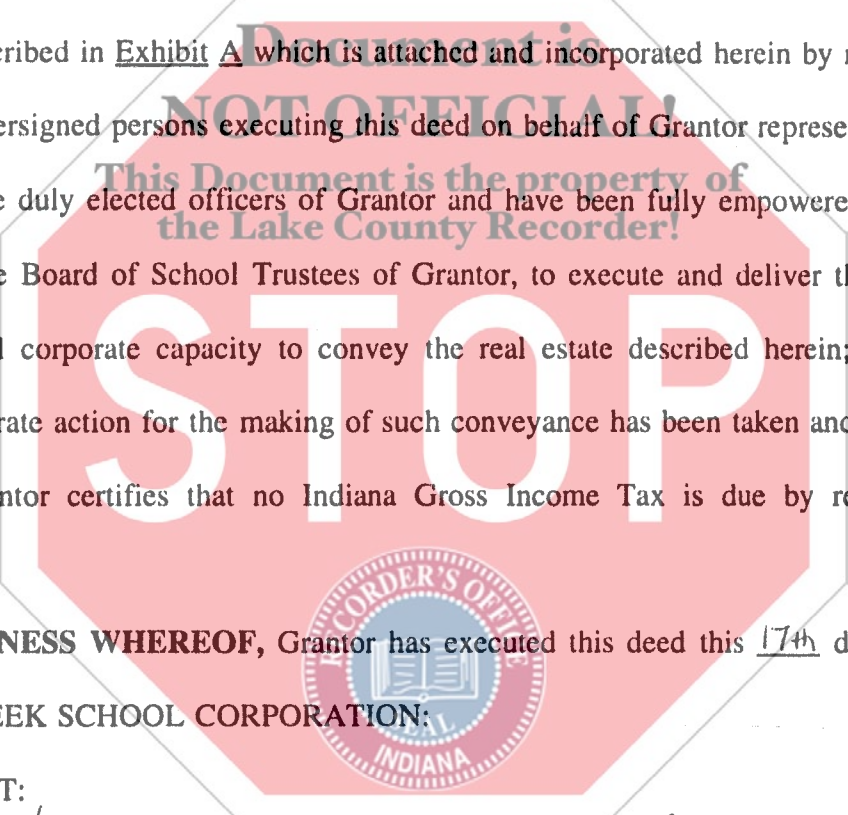 cribed in Exhibit A which is attached and incorporated herein by
Document is
NOT OFFICIAL!
ersigned persons executing this deed on behalf of Grantor represe
This Document is the property of
e duly elected officers of Grantor and have been fully empowere
the Lake County Recorder!
e Board of School Trustees of Grantor, to execute and deliver
STOP
l corporate capacity to convey the real estate described herein;
rate action for the making of such conveyance has been taken and
ntor certifies that no Indiana Gross Income Tax is due by re
RECORDER'S OFFICE
SEAL
INDIANA
NESS WHEREOF, Grantor has executed this deed this 17th d
EEK SCHOOL CORPORATION:
T: